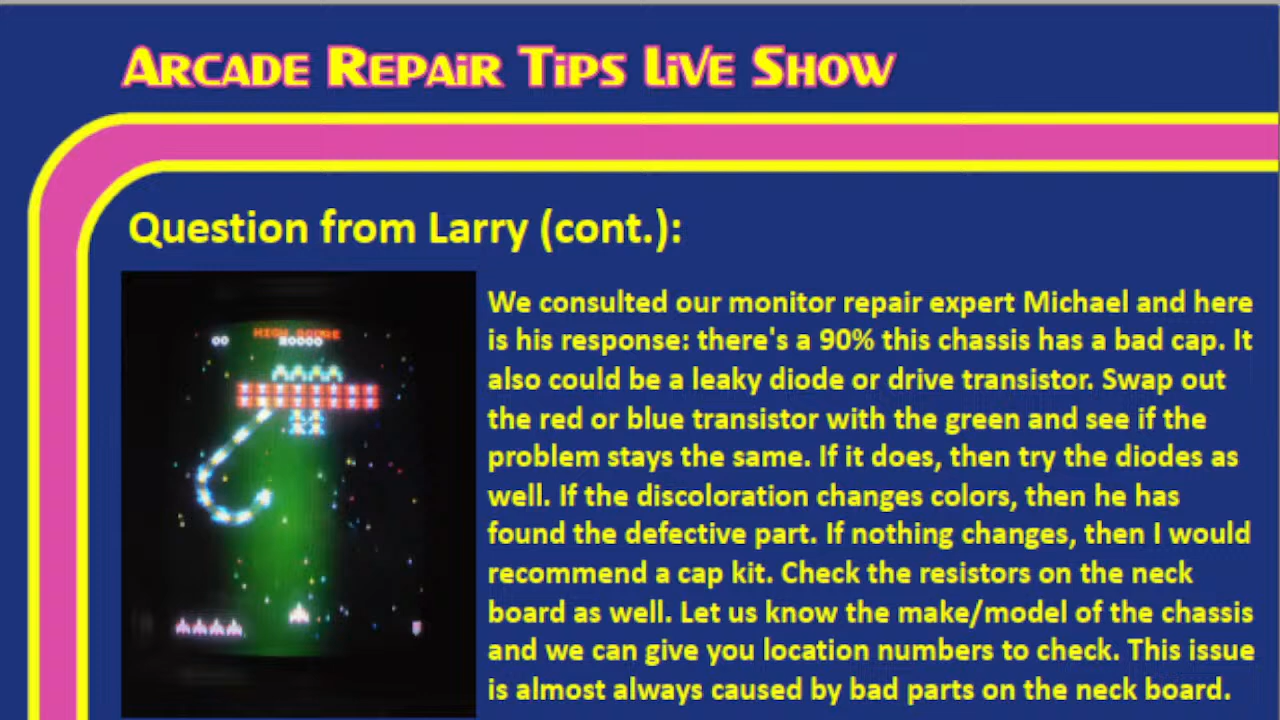 ARCADE REPAIR TIPS LIVE SHOW
Question from Larry (cont.):
We consulted our monitor repair expert Michael and here
is his response: there's a 90% this chassis has a bad cap. It
also could be a leaky diode or drive transistor. Swap out
the red or blue transistor with the green and see if the
problem stays the same. If it does, then try the diodes as
well. If the discoloration changes colors, then he has
found the defective part. If nothing changes, then I would
recommend a cap kit. Check the resistors on the neck
board as well. Let us know the make/model of the chassis
and we can give you location numbers to check. This issue
is almost always caused by bad parts on the neck board.
HIGH SCORE
00 20000